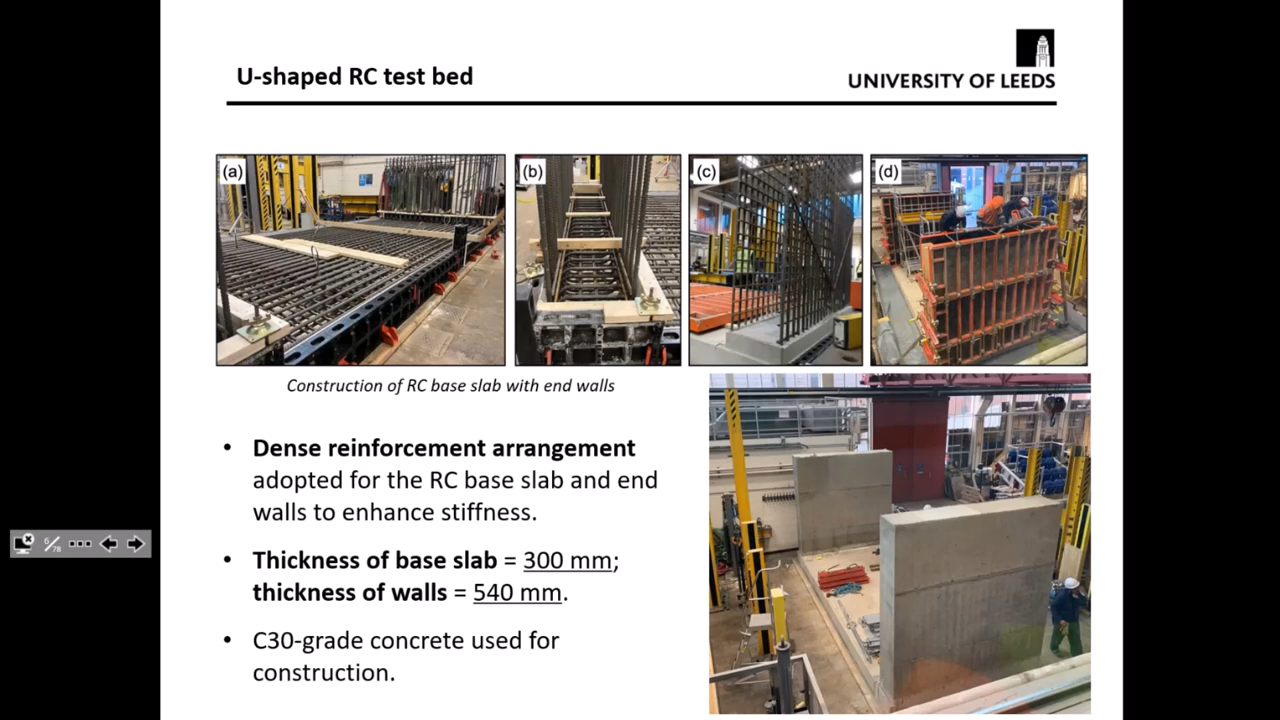 U-shaped RC test bed
UNIVERSITY OF LEEDS
(a)
(b)
(c)
(d)
Construction of RC base slab with end walls
• Dense reinforcement arrangement
adopted for the RC base slab and end
walls to enhance stiffness.
• Thickness of base slab = 300 mm;
thickness of walls = 540 mm.
• C30-grade concrete used for
construction.
6/78